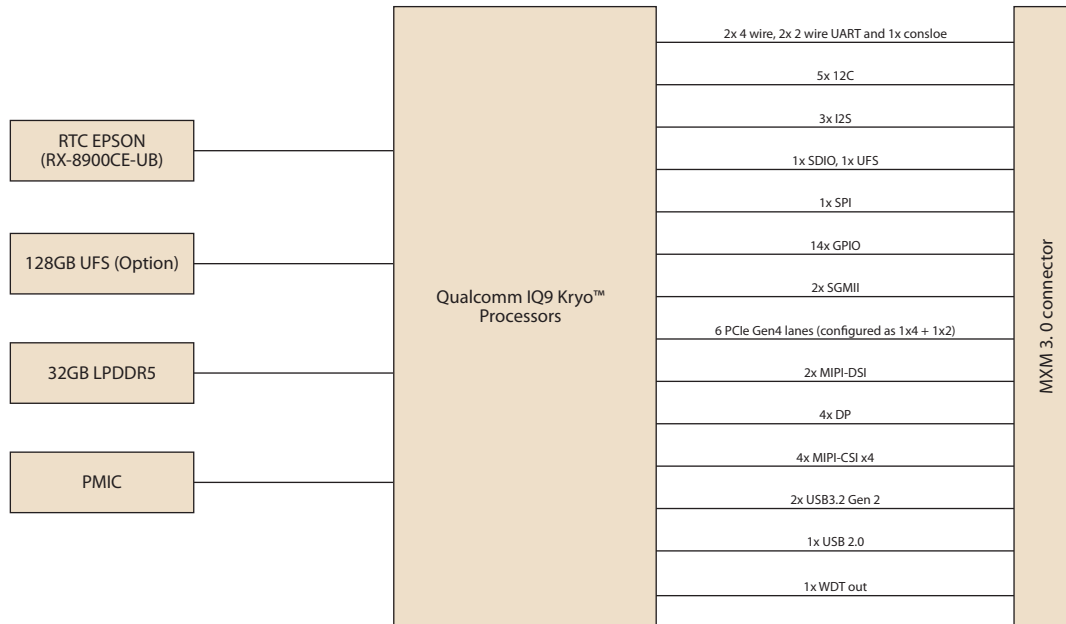 RTC EPSON
(RX-8900CE-UB)
128GB UFS (Option)
32GB LPDDR5
PMIC
Qualcomm IQ9 Kryo™
Processors
2x 4 wire, 2x 2 wire UART and 1x consloe
5x 12C
3x I2S
1x SDIO, 1x UFS
1x SPI
14x GPIO
2x SGMII
6 PCIe Gen4 lanes (configured as 1x4 + 1x2)
2x MIPI-DSI
4x DP
4x MIPI-CSI x4
2x USB3.2 Gen 2
1x USB 2.0
1x WDT out
MXM 3. 0 connector